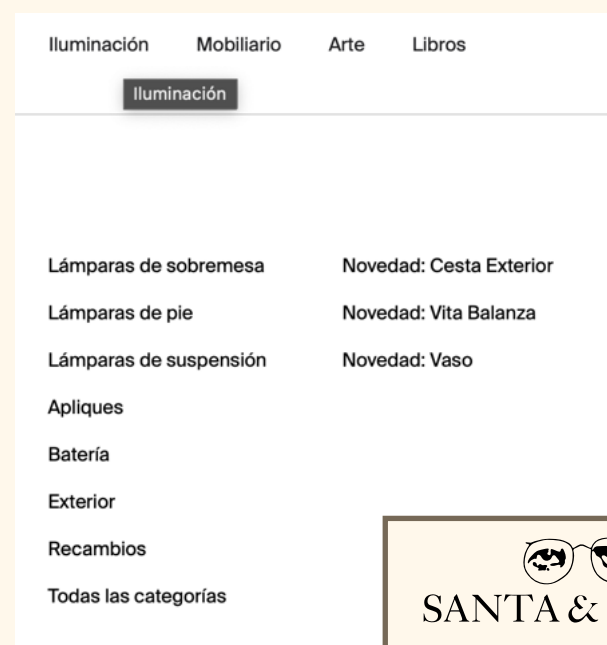 Iluminación Mobiliario Arte Libros
Iluminación
Lámparas de sobremesa
Lámparas de pie
Lámparas de suspensión
Apliques
Batería
Exterior
Recambios
Todas las categorías
Novedad: Cesta Exterior
Novedad: Vita Balanza
Novedad: Vaso
SANTA &